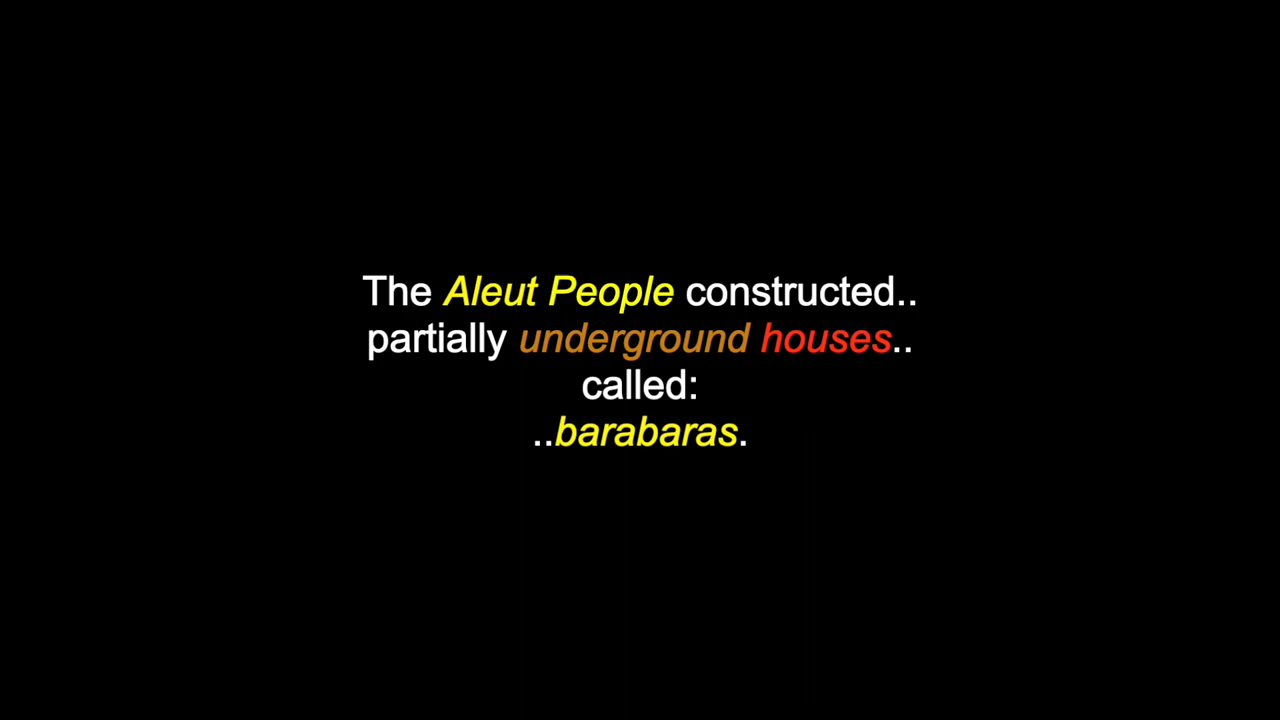 The Aleut People constructed..
partially underground houses..
called:
..barabaras.